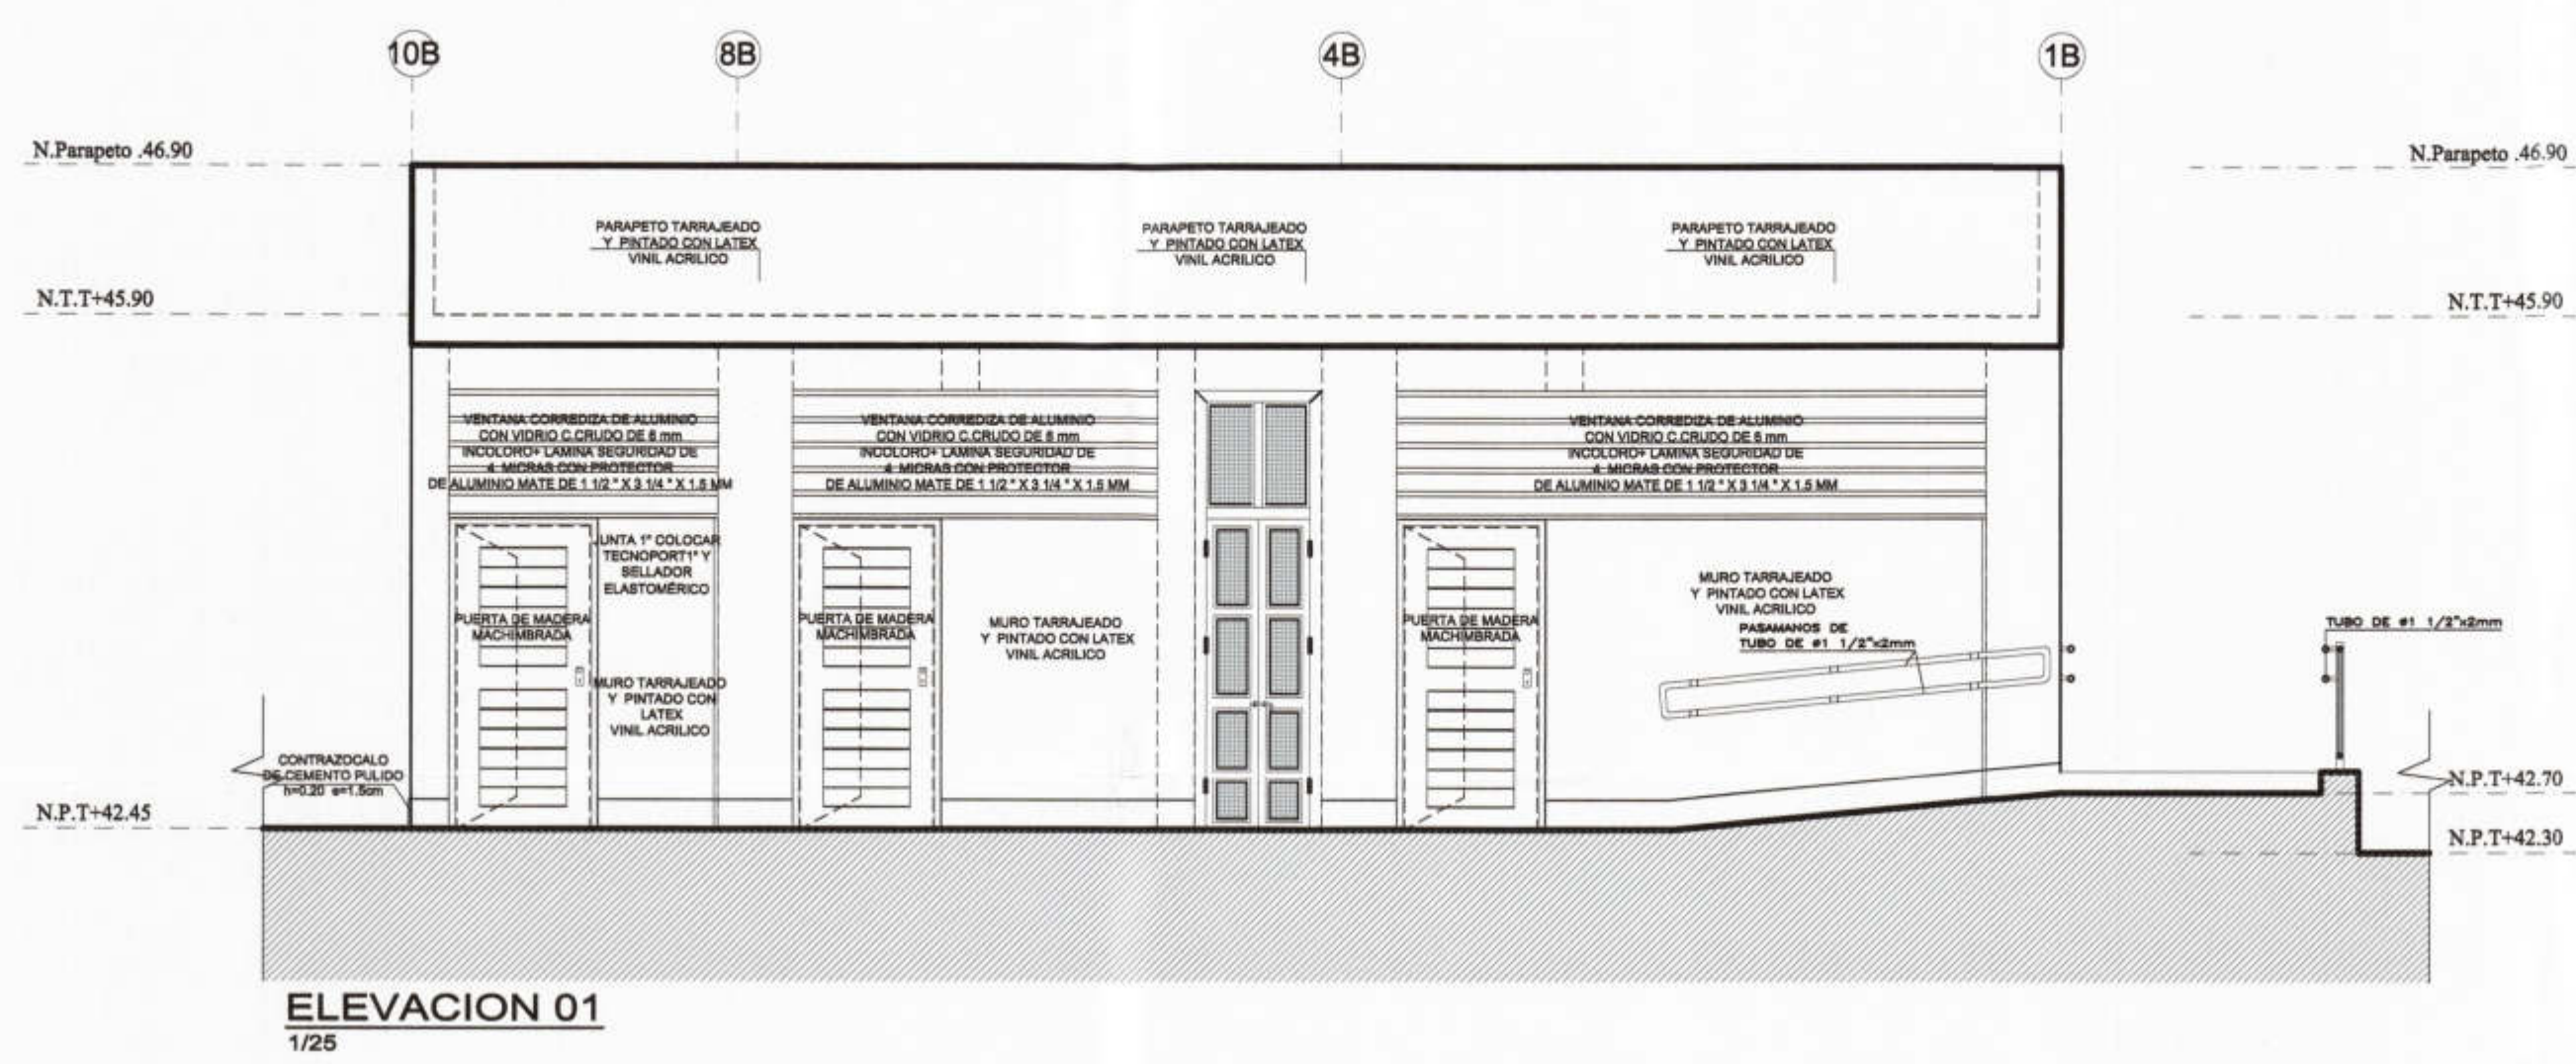 10B
8B
4B
1B
N.Parapeto .46.90
N.Parapeto .46.90
PARAPETO TARRAJEADO
Y PINTADO CON LATEX
VINIL ACRILICO
PARAPETO TARRAJEADO
Y PINTADO CON LATEX
VINIL ACRILICO
PARAPETO TARRAJEADO
Y PINTADO CON LATEX
VINIL ACRILICO
N.T.T+45.90
N.T.T+45.90
VENTANA CORREDIZA DE ALUMINIO
CON VIDRIO C.CRUDO DE 6 mm
INCOLORO+ LAMINA SEGURIDAD DE
4 MICRAS CON PROTECTOR
DE ALUMINIO MATE DE 1 1/2 " X 3 1/4 " X 1.5 MM
VENTANA CORREDIZA DE ALUMINIO
CON VIDRIO C.CRUDO DE 6 mm
INCOLORO+ LAMINA SEGURIDAD DE
4 MICRAS CON PROTECTOR
DE ALUMINIO MATE DE 1 1/2 " X 3 1/4 " X 1.5 MM
VENTANA CORREDIZA DE ALUMINIO
CON VIDRIO C.CRUDO DE 6 mm
INCOLORO+ LAMINA SEGURIDAD DE
4 MICRAS CON PROTECTOR
DE ALUMINIO MATE DE 1 1/2 " X 3 1/4 " X 1.5 MM
JUNTA 1" COLOCAR
TECNOPORT1" Y
SELLADOR
ELASTOMÉRICO
PUERTA DE MADERA
MACHIMBRADA
MURO TARRAJEADO
Y PINTADO CON
LATEX
VINIL ACRILICO
PUERTA DE MADERA
MACHIMBRADA
MURO TARRAJEADO
Y PINTADO CON LATEX
VINIL ACRILICO
PUERTA DE MADERA
MACHIMBRADA
MURO TARRAJEADO
Y PINTADO CON LATEX
VINIL ACRILICO
PASAMANOS DE
TUBO DE ø1 1/2"x2mm
TUBO DE ø1 1/2"x2mm
CONTRAZOCALO
DE CEMENTO PULIDO
h=0.20 e=1.5cm
N.P.T+42.45
N.P.T+42.70
N.P.T+42.30
ELEVACION 01
1/25